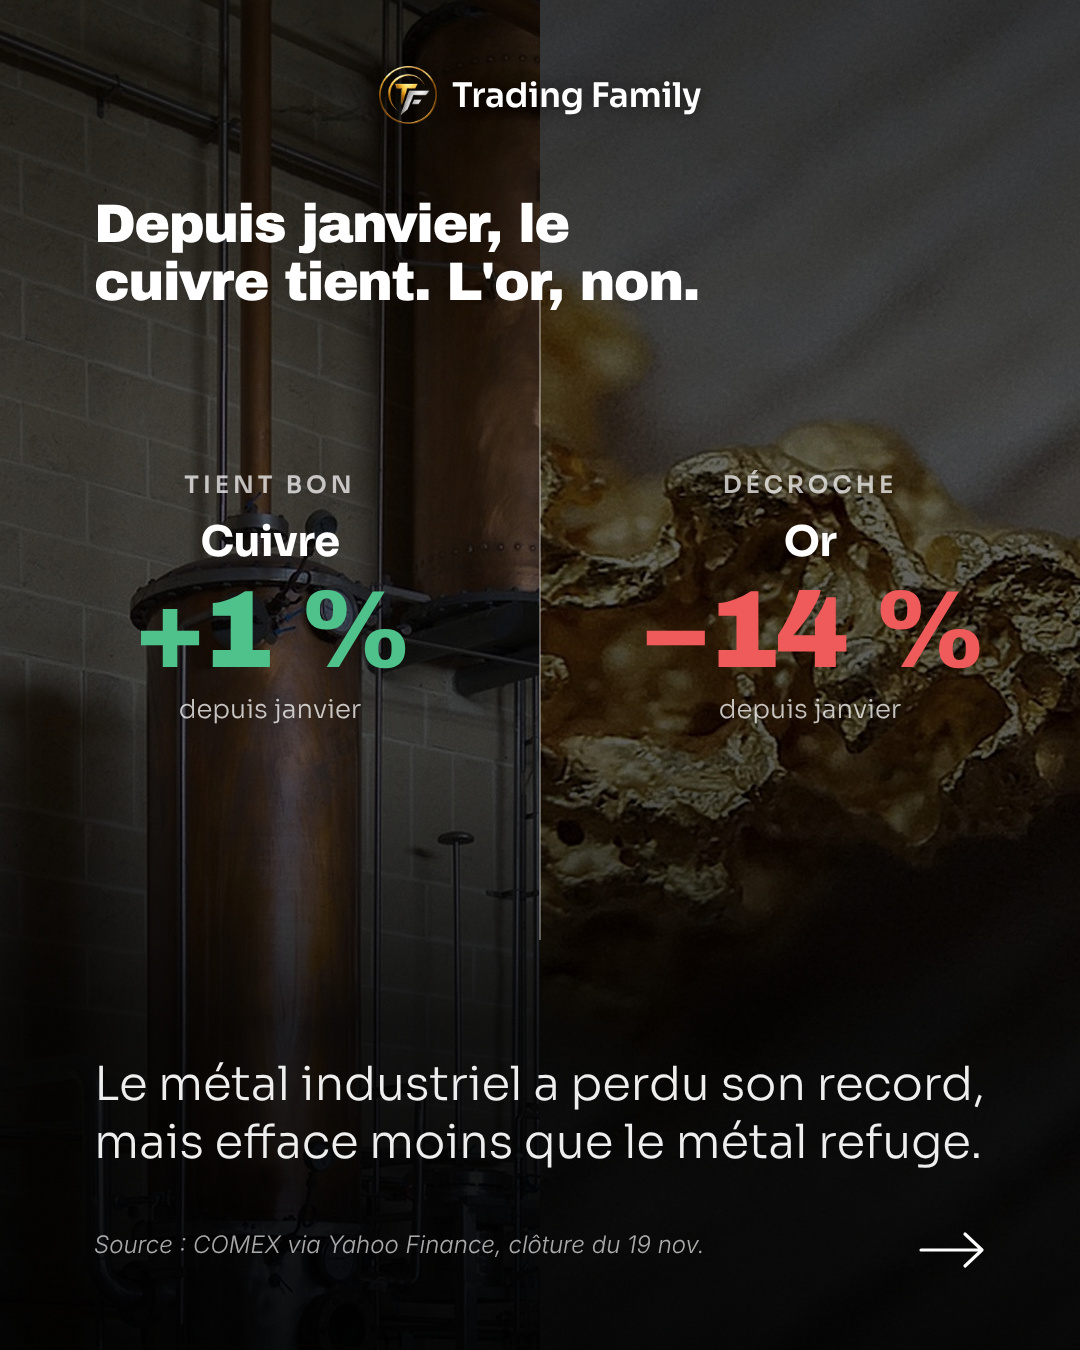 Trading Family
Depuis janvier, le
cuivre tient. L'or, non.
TIENT BON
Cuivre
+1 %
depuis janvier
DÉCROCHE
Or
−14 %
depuis janvier
Le métal industriel a perdu son record,
mais efface moins que le métal refuge.
Source : COMEX via Yahoo Finance, clôture du 19 nov.